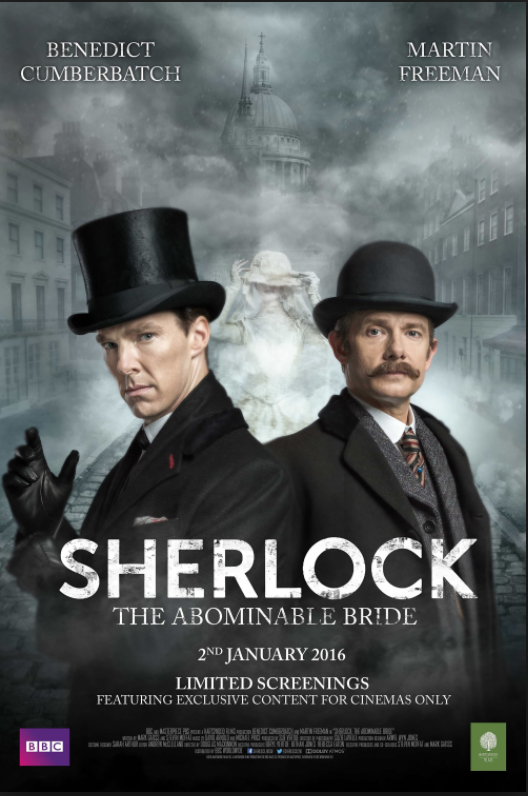 BENEDICT
CUMBERBATCH
MARTIN
FREEMAN
SHERLOCK
THE ABOMINABLE BRIDE
2ND JANUARY 2016
LIMITED SCREENINGS
FEATURING EXCLUSIVE CONTENT FOR CINEMAS ONLY
BBC